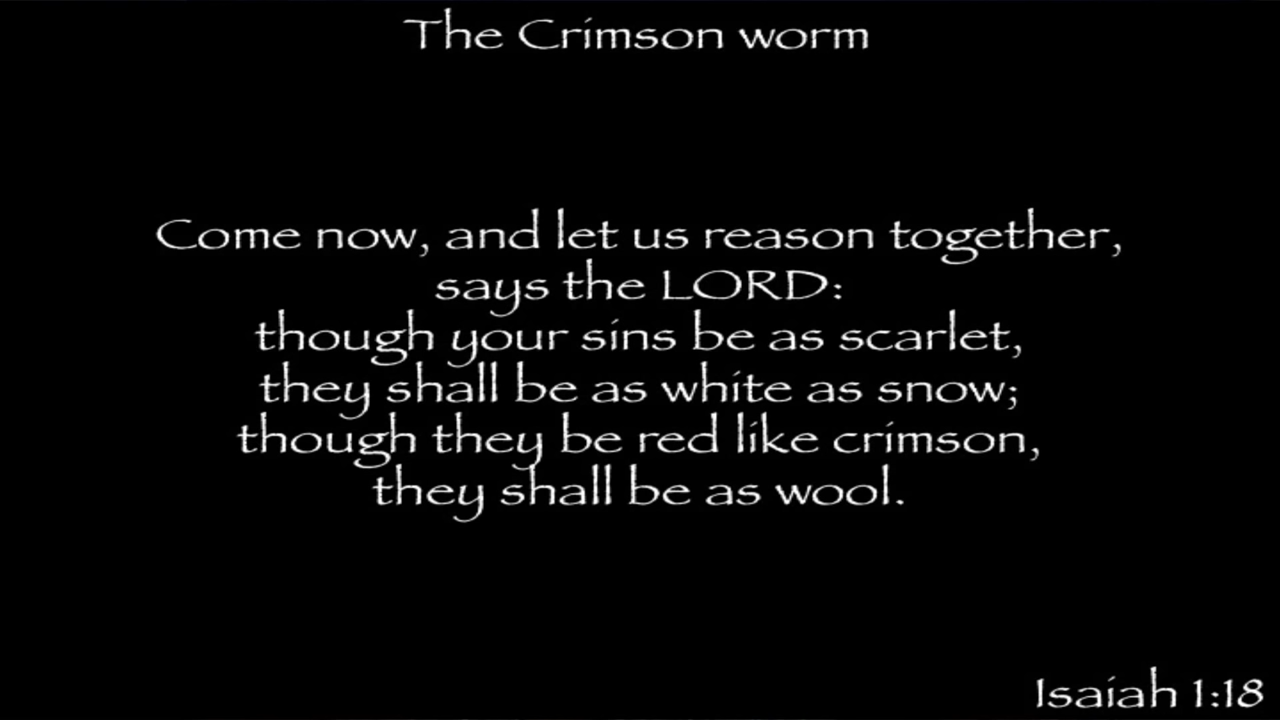 The Crimson worm
Come now, and let us reason together,
says the LORD:
though your sins be as scarlet,
they shall be as white as snow;
though they be red like crimson,
they shall be as wool.
Isaiah 1:18